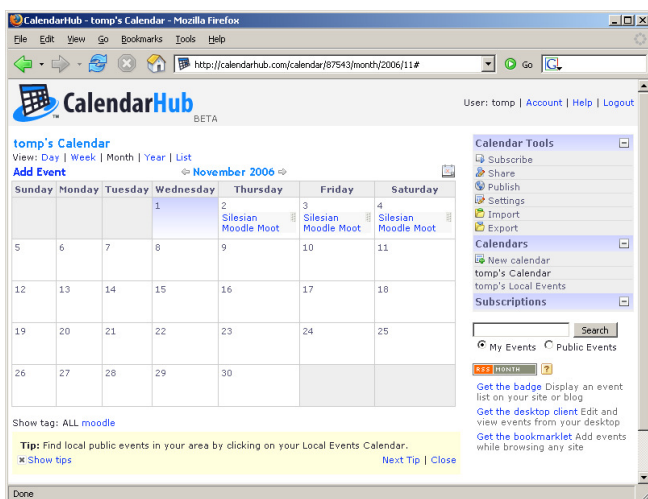 CalendarHub - tomp's Calendar - Mozilla Firefox
File Edit View Go Bookmarks Tools Help
http://calendarhub.com/calendar/87543/month/2006/11# Go G
CalendarHub
BETA
User: tomp | Account | Help | Logout
tomp's Calendar
View: Day | Week | Month | Year | List
Add Event
November 2006
Sunday Monday Tuesday Wednesday Thursday Friday Saturday
1 2 3 4
Silesian Silesian Silesian
Moodle Moot Moodle Moot Moodle Moot
5 6 7 8 9 10 11
12 13 14 15 16 17 18
19 20 21 22 23 24 25
26 27 28 29 30
Show tag: ALL moodle
Tip: Find local public events in your area by clicking on your Local Events Calendar.
Show tips Next Tip | Close
Calendar Tools
Subscribe
Share
Publish
Settings
Import
Export
Calendars
New calendar
tomp's Calendar
tomp's Local Events
Subscriptions
Search
My Events Public Events
RSS MONTH ?
Get the badge Display an event
list on your site or blog
Get the desktop client Edit and
view events from your desktop
Get the bookmarklet Add events
while browsing any site
Done